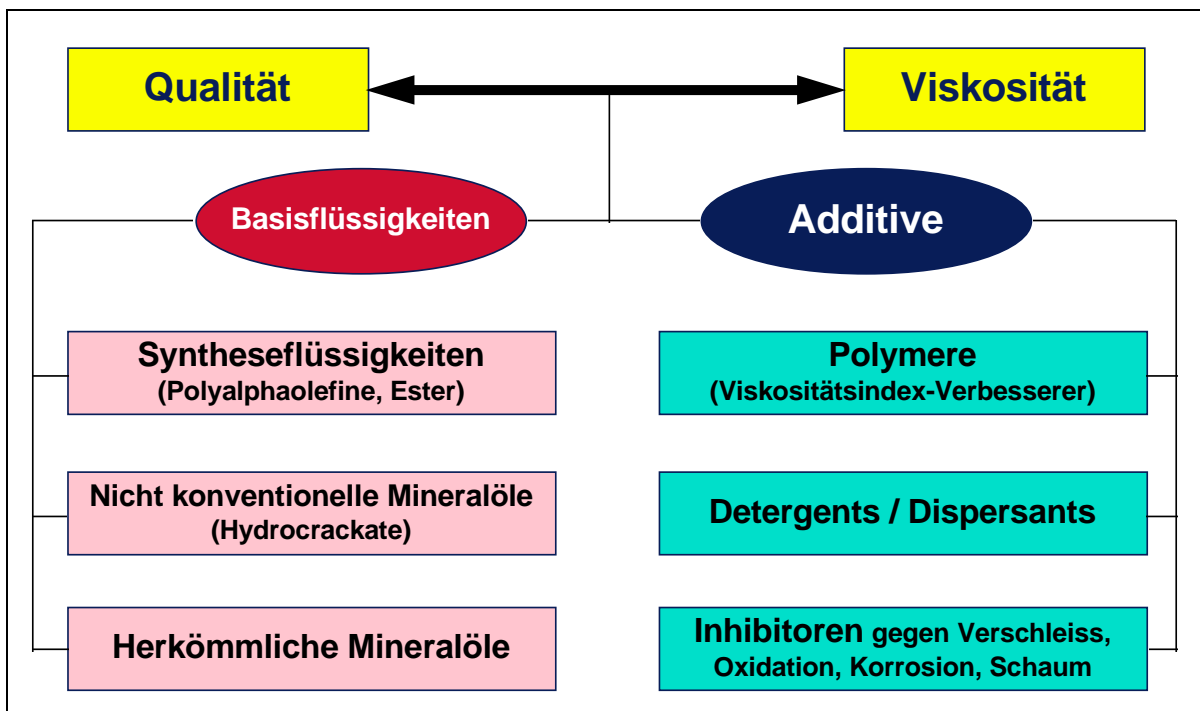 Qualität
Viskosität
Basisflüssigkeiten
Additive
Syntheseflüssigkeiten
(Polyalphaolefine, Ester)
Polymere
(Viskositätsindex-Verbesserer)
Nicht konventionelle Mineralöle
(Hydrocrackate)
Detergents / Dispersants
Herkömmliche Mineralöle
Inhibitoren gegen Verschleiss,
Oxidation, Korrosion, Schaum